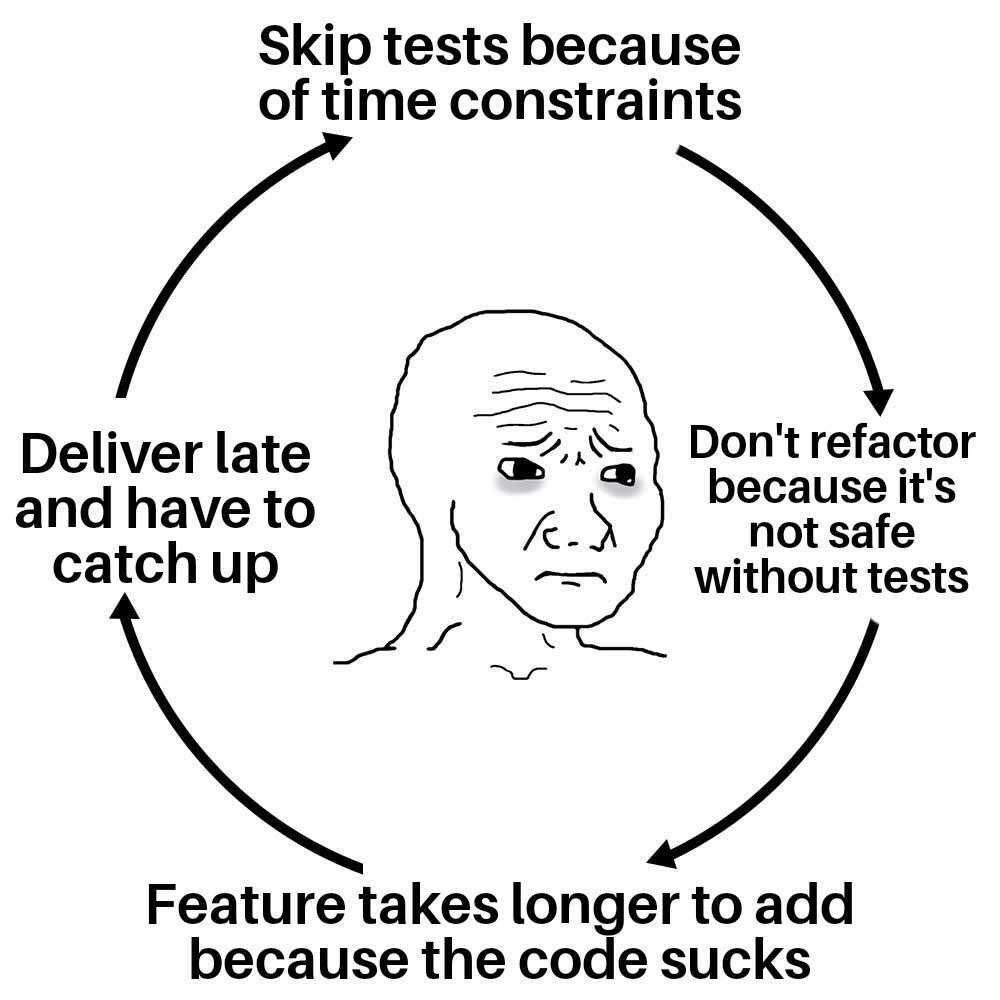 Skip tests because
of time constraints
Don't refactor
because it's
not safe
without tests
Feature takes longer to add
because the code sucks
Deliver late
and have to
catch up